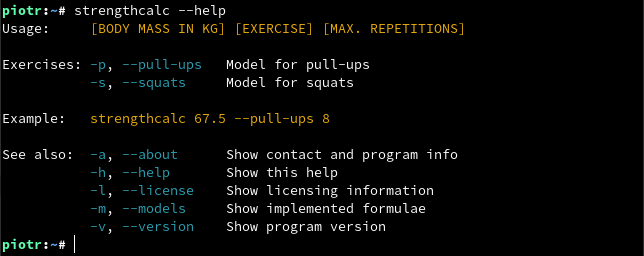 piotr:~# strengthcalc --help
Usage: [BODY MASS IN KG] [EXERCISE] [MAX. REPETITIONS]
Exercises: -p, --pull-ups Model for pull-ups
-s, --squats Model for squats
Example: strengthcalc 67.5 --pull-ups 8
See also: -a, --about Show contact and program info
-h, --help Show this help
-l, --license Show licensing information
-m, --models Show implemented formulae
-v, --version Show program version
piotr:~#